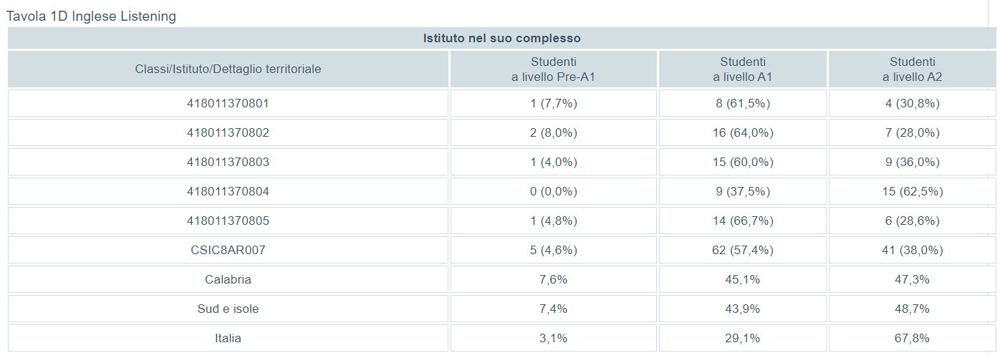 Tavola 1D Inglese Listening
Istituto nel suo complesso
Classi/Istituto/Dettaglio territoriale Studenti a livello Pre-A1 Studenti a livello A1 Studenti a livello A2
418011370801 1 (7,7%) 8 (61,5%) 4 (30,8%)
418011370802 2 (8,0%) 16 (64,0%) 7 (28,0%)
418011370803 1 (4,0%) 15 (60,0%) 9 (36,0%)
418011370804 0 (0,0%) 9 (37,5%) 15 (62,5%)
418011370805 1 (4,8%) 14 (66,7%) 6 (28,6%)
CSIC8AR007 5 (4,6%) 62 (57,4%) 41 (38,0%)
Calabria 7,6% 45,1% 47,3%
Sud e isole 7,4% 43,9% 48,7%
Italia 3,1% 29,1% 67,8%